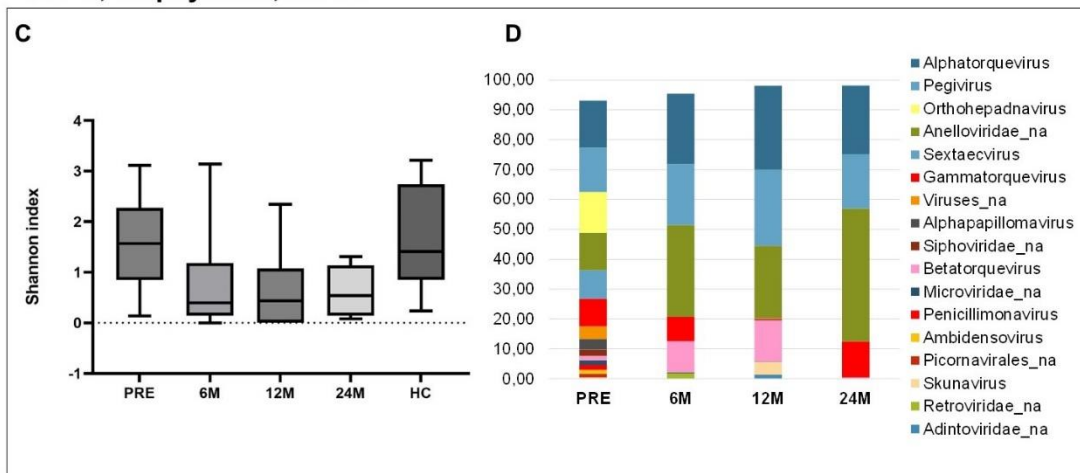 C
D
Shannon index
4
3
2
1
0
-1
PRE 6M 12M 24M HC
100,00
90,00
80,00
70,00
60,00
50,00
40,00
30,00
20,00
10,00
0,00
PRE 6M 12M 24M
Alphatorquevirus
Pegivirus
Orthohepadnavirus
Anelloviridae_na
Sextaecvirus
Gammatorquevirus
Viruses_na
Alphapapillomavirus
Siphoviridae_na
Betatorquevirus
Microviridae_na
Penicillimonavirus
Ambidensovirus
Picornavirales_na
Skunavirus
Retroviridae_na
Adintoviridae_na